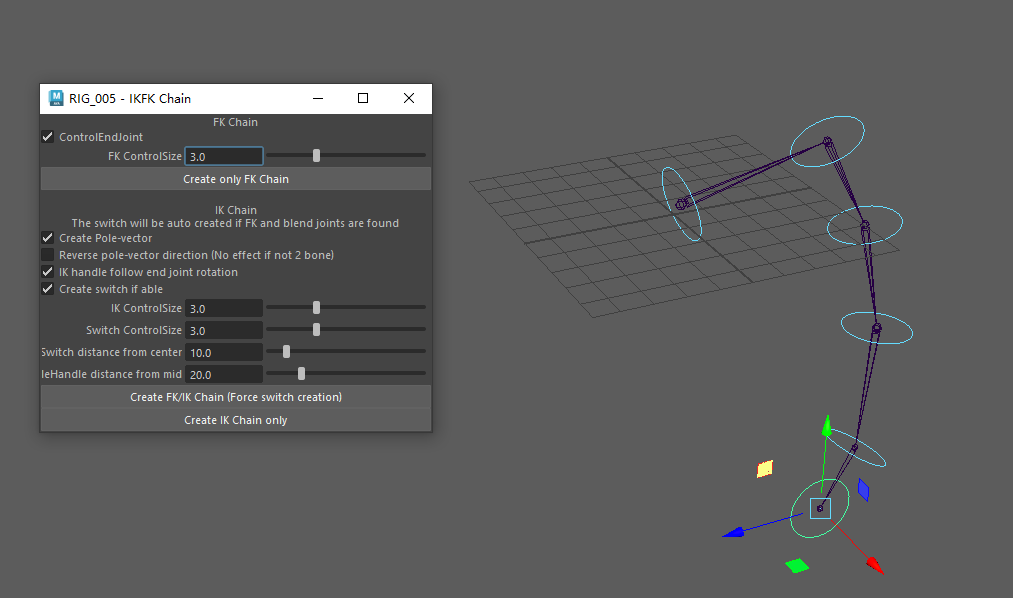 RIG_005 - IKFK Chain
FK Chain
ControlEndJoint
FK ControlSize 3.0
Create only FK Chain
IK Chain
The switch will be auto created if FK and blend joints are found
Create Pole-vector
Reverse pole-vector direction (No effect if not 2 bone)
IK handle follow end joint rotation
Create switch if able
IK ControlSize 3.0
Switch ControlSize 3.0
Switch distance from center 10.0
leHandle distance from mid 20.0
Create FK/IK Chain (Force switch creation)
Create IK Chain only